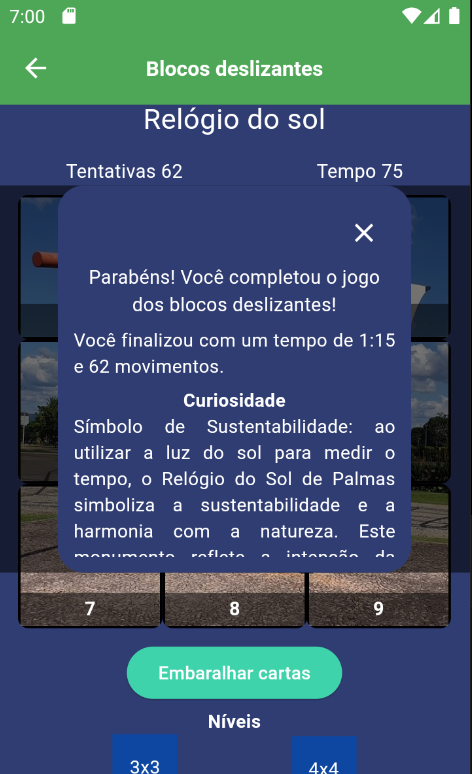 7:00
Blocos deslizantes
Relógio do sol
Tentativas 62 Tempo 75
Parabéns! Você completou o jogo
dos blocos deslizantes!
Você finalizou com um tempo de 1:15
e 62 movimentos.
Curiosidade
Símbolo de Sustentabilidade: ao
utilizar a luz do sol para medir o
tempo, o Relógio do Sol de Palmas
simboliza a sustentabilidade e a
harmonia com a natureza. Este
monumento reflete a intenção de
7 8 9
Embaralhar cartas
Níveis
3x3 4x4